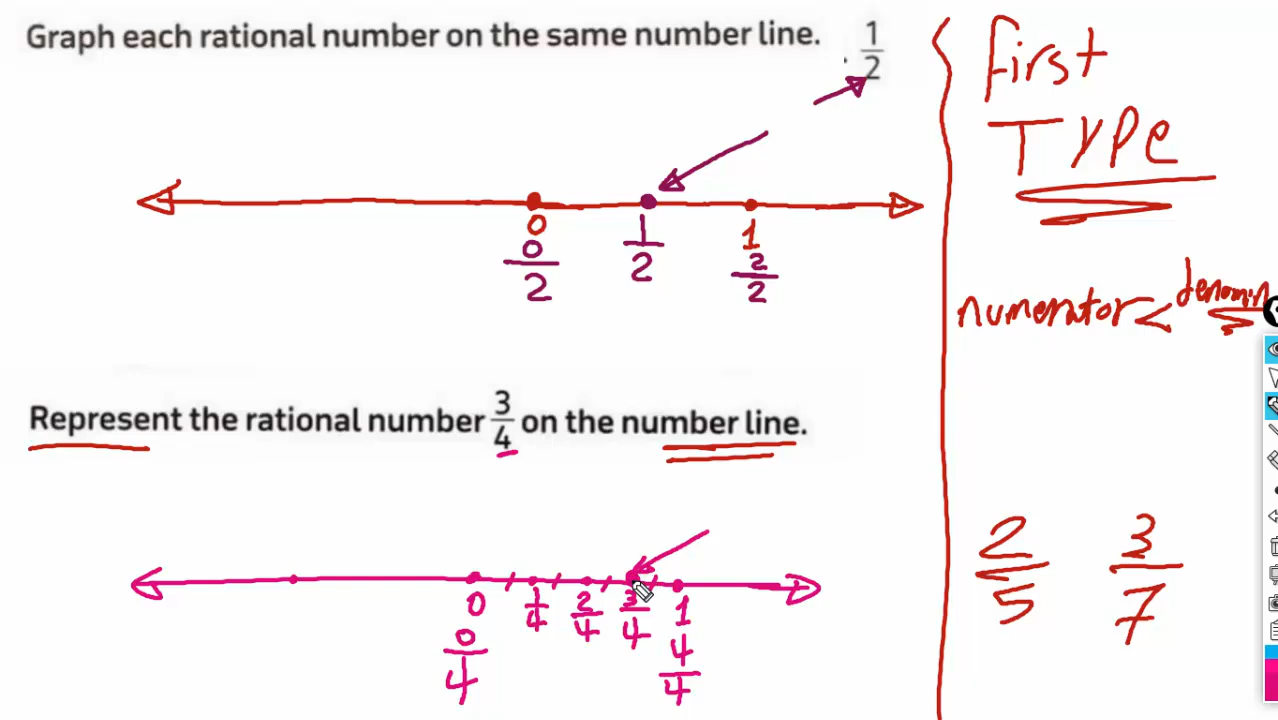 Graph each rational number on the same number line. 1/2
0 1/2 1
0/2 2/2
Represent the rational number 3/4 on the number line.
0 1/4 2/4 3/4 1
0/4 4/4
First
TYPE
numerator <
2/5 3/7